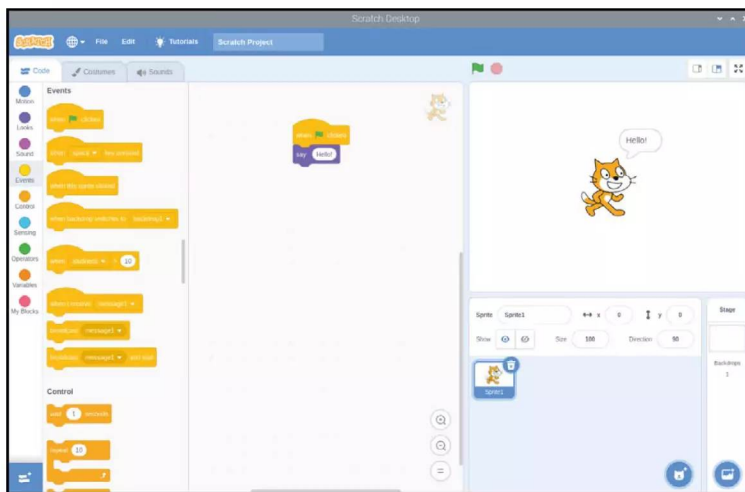 Scratch Desktop
SCRATCH
File Edit Tutorials Scratch Project
Code Costumes Sounds
Motion
Looks
Sound
Events
Control
Sensing
Operators
Variables
My Blocks
Events
when clicked
when space key pressed
when this sprite clicked
when backdrop switches to backdrop1
when loudness > 10
when I receive message1
broadcast message1
broadcast message1 and wait
Control
wait 1 seconds
repeat 10
when clicked
say Hello!
Hello!
Sprite Sprite1 x 0 y 0
Show Size 100 Direction 90
Sprite1
Stage
Backdrops
1